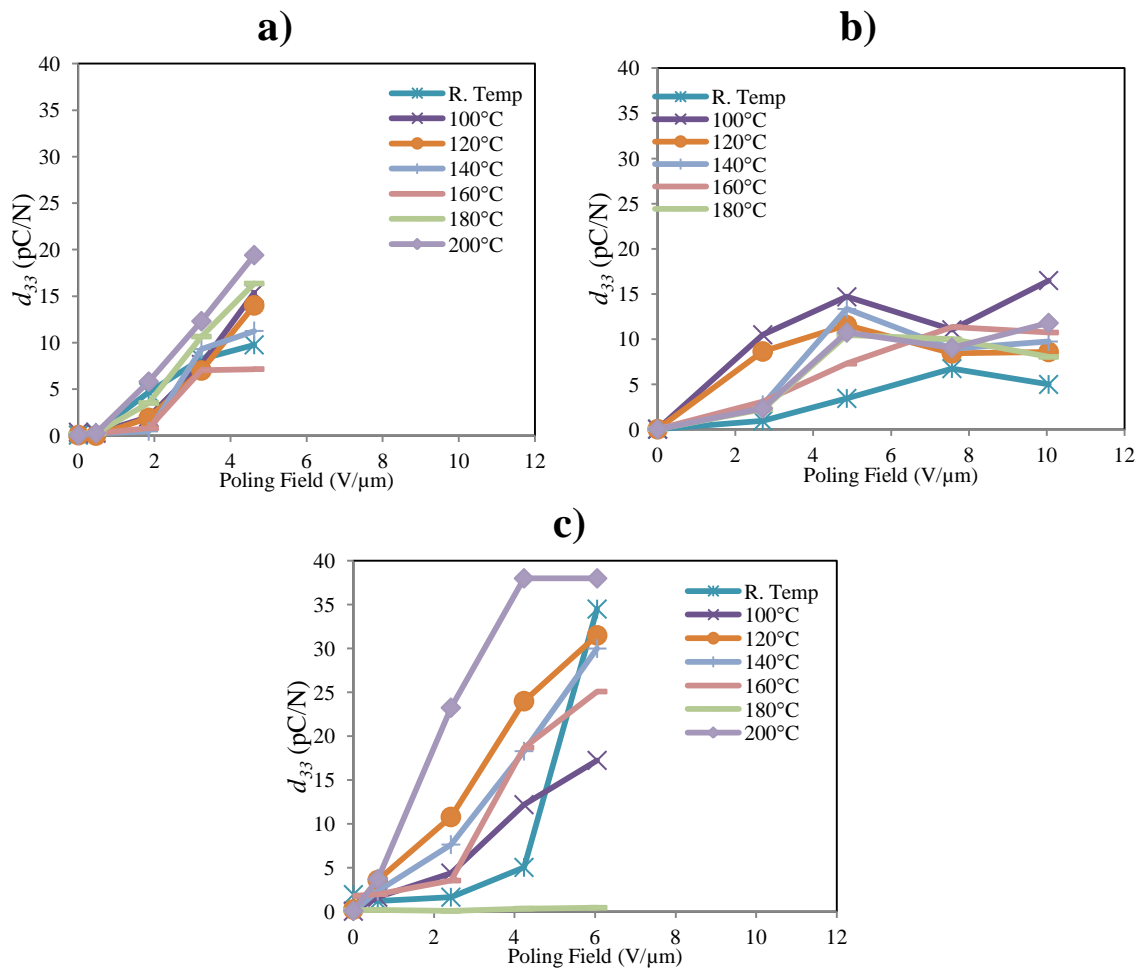 a)
40
35
30
25
20
15
10
5
0
d33 (pC/N)
R. Temp
100°C
120°C
140°C
160°C
180°C
200°C
0 2 4 6 8 10 12
Poling Field (V/µm)
b)
40
35
30
25
20
15
10
5
0
d33 (pC/N)
R. Temp
100°C
120°C
140°C
160°C
180°C
0 2 4 6 8 10 12
Poling Field (V/µm)
c)
40
35
30
25
20
15
10
5
0
d33 (pC/N)
R. Temp
100°C
120°C
140°C
160°C
180°C
200°C
0 2 4 6 8 10 12
Poling Field (V/µm)